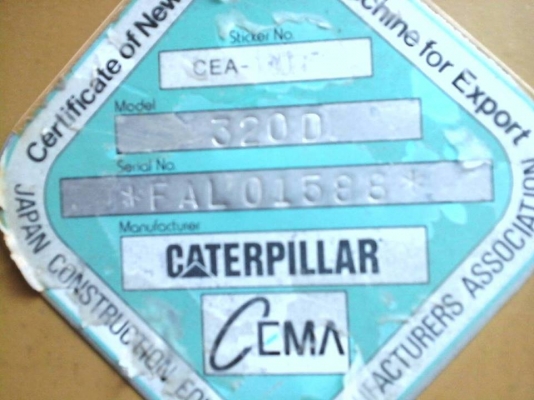 Certificate of New
chine for Export
Sticker No.
CEA-
Model
320D
Serial No.
*FAL01588*
Manufacturer
CATERPILLAR
CEMA
JAPAN CONSTRUCTION
FACTURERS ASSOCIATION